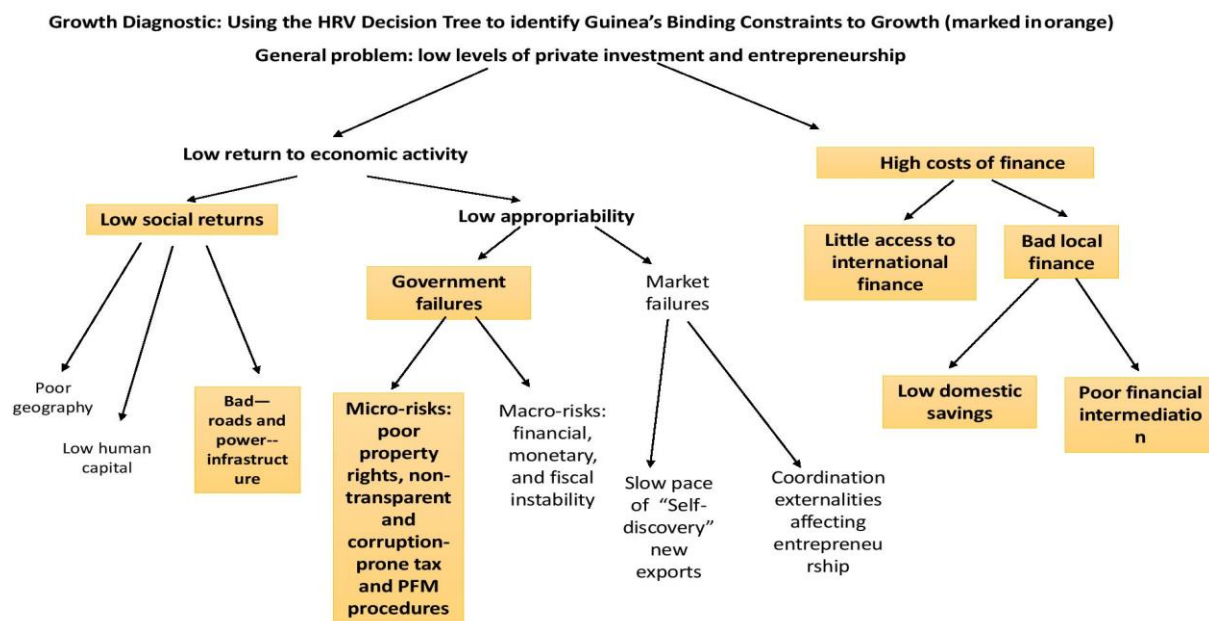 Growth Diagnostic: Using the HRV Decision Tree to identify Guinea's Binding Constraints to Growth (marked in orange)
General problem: low levels of private investment and entrepreneurship
Low return to economic activity
High costs of finance
Low social returns
Low appropriability
Little access to
international
finance
Bad local
finance
Government
failures
Market
failures
Poor
geography
Low human
capital
Bad—
roads and
power--
infrastruct
ure
Micro-risks:
poor
property
rights, non-
transparent
and
corruption-
prone tax
and PFM
procedures
Macro-risks:
financial,
monetary,
and fiscal
instability
Slow pace
of "Self-
discovery"
new
exports
Coordination
externalities
affecting
entrepreneu
rship
Low domestic
savings
Poor financial
intermediatio
n